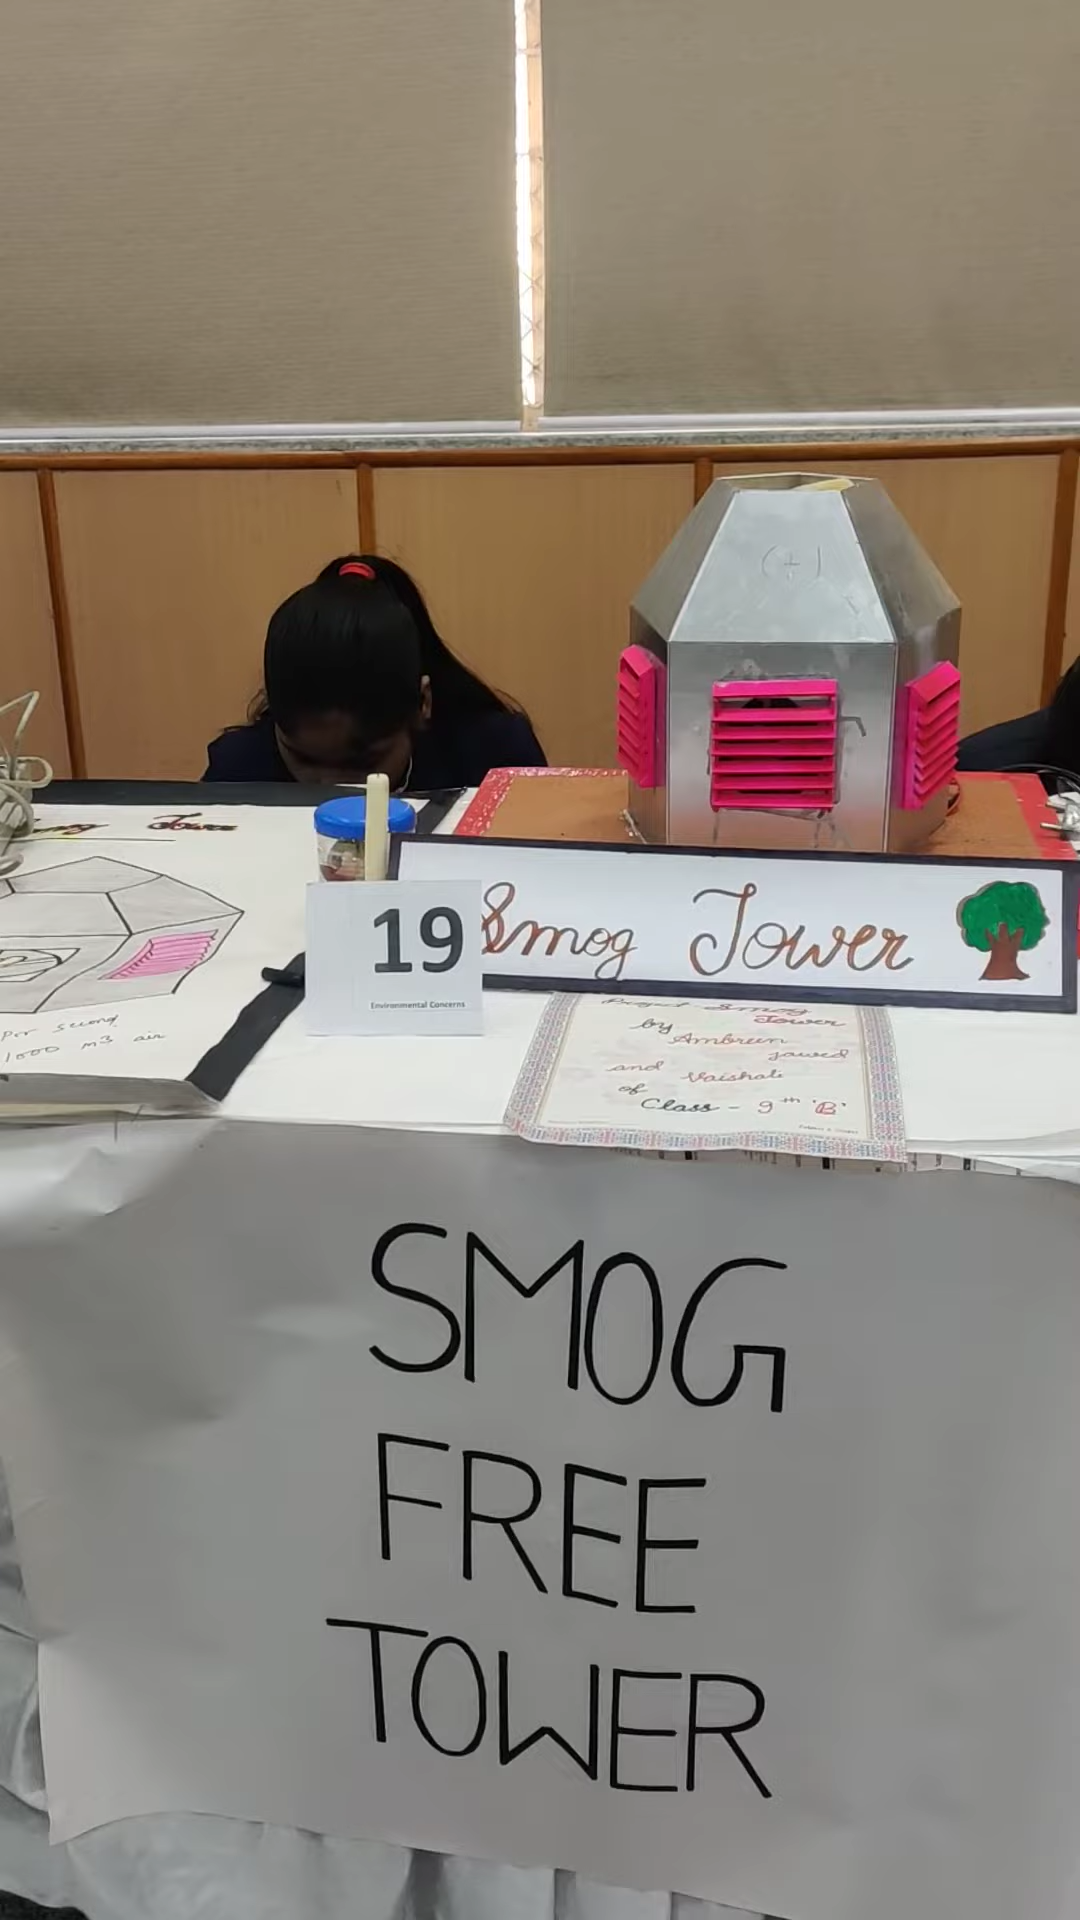 (+)
Tower
Per second
1000 m3 air
19
Environmental Concerns
Smog Tower
Project - Smog
Tower
by Ambreen
jawed
and Vaishali
of
Class - 9th 'B'
SMOG
FREE
TOWER